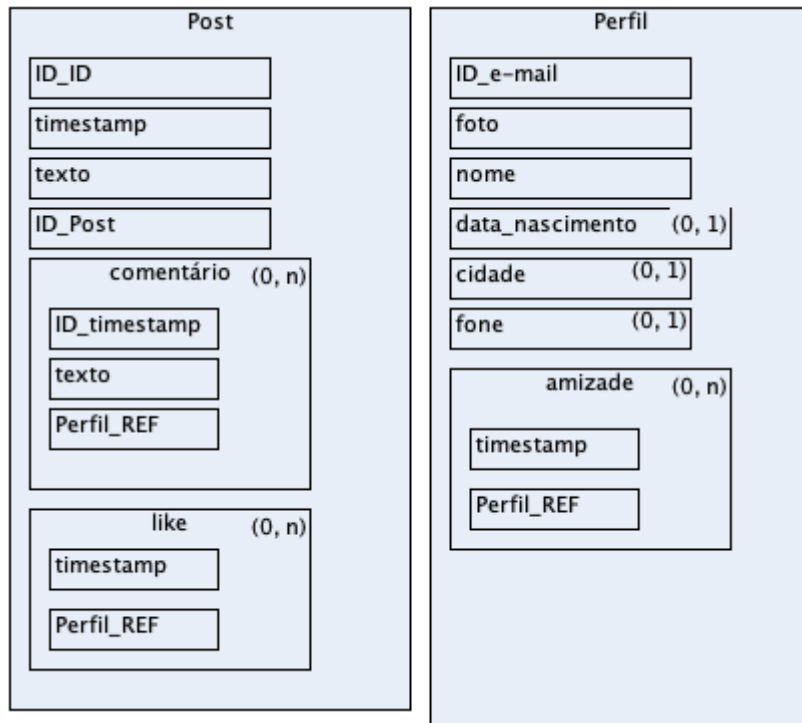 Post
ID_ID
timestamp
texto
ID_Post
comentário (0, n)
ID_timestamp
texto
Perfil_REF
like (0, n)
timestamp
Perfil_REF
Perfil
ID_e-mail
foto
nome
data_nascimento (0, 1)
cidade (0, 1)
fone (0, 1)
amizade (0, n)
timestamp
Perfil_REF